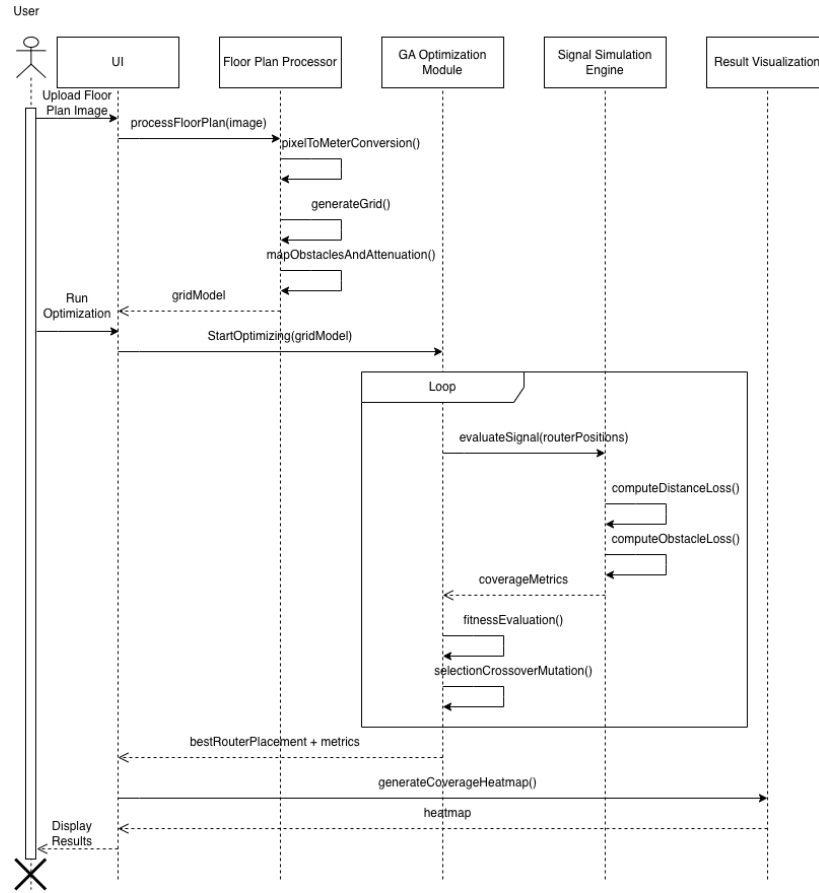 User
UI
Floor Plan Processor
GA Optimization
Module
Signal Simulation
Engine
Result Visualization
Upload Floor
Plan Image
processFloorPlan(image)
pixelToMeterConversion()
generateGrid()
mapObstaclesAndAttenuation()
gridModel
Run
Optimization
StartOptimizing(gridModel)
Loop
evaluateSignal(routerPositions)
computeDistanceLoss()
computeObstacleLoss()
coverageMetrics
fitnessEvaluation()
selectionCrossoverMutation()
bestRouterPlacement + metrics
generateCoverageHeatmap()
heatmap
Display
Results